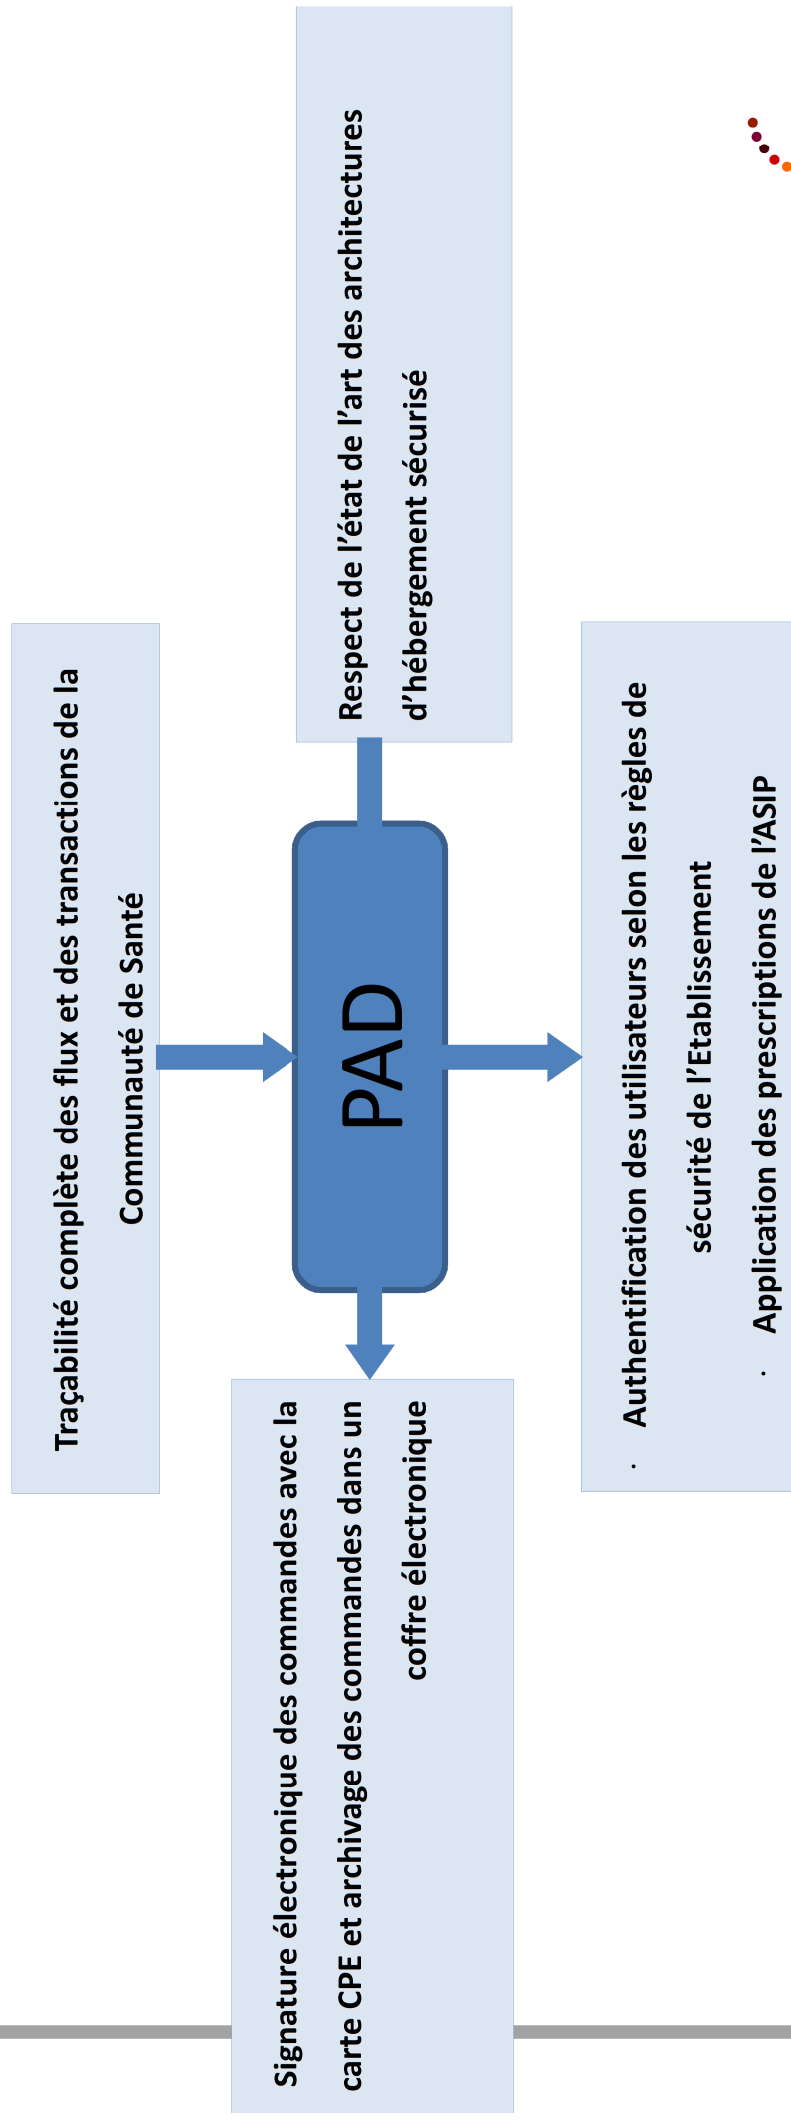 Traçabilité complète des flux et des transactions de la
Communauté de Santé
Signature électronique des commandes avec la
carte CPE et archivage des commandes dans un
coffre électronique
PAD
Respect de l’état de l’art des architectures
d’hébergement sécurisé
· Authentification des utilisateurs selon les règles de
sécurité de l’Etablissement
· Application des prescriptions de l’ASIP